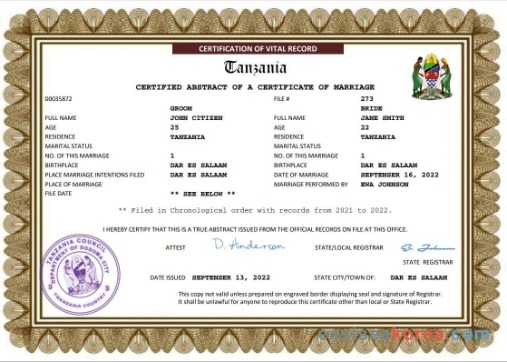 CERTIFICATION OF VITAL RECORD
Tanzania
CERTIFIED ABSTRACT OF A CERTIFICATE OF MARRIAGE
00035872 FILE # 273
GROOM BRIDE
FULL NAME JOHN CITIZEN FULL NAME JANE SMITH
AGE 25 AGE 22
RESIDENCE TANZANIA RESIDENCE TANZANIA
MARITAL STATUS MARITAL STATUS
NO. OF THIS MARRIAGE 1 NO. OF THIS MARRIAGE 1
BIRTHPLACE DAR ES SALAAM BIRTHPLACE DAR ES SALAAM
PLACE MARRIAGE INTENTIONS FILED DAR ES SALAAM DATE OF MARRIAGE SEPTENBER 16, 2022
PLACE OF MARRIAGE MARRIAGE PERFORMED BY EWA JOHNSON
FILE DATE ** SEE BELOW **
** Filed in Chronological order with records from 2021 to 2022.
I HEREBY CERTIFY THAT THIS IS A TRUE ABSTRACT ISSUED FROM THE OFFICIAL RECORDS ON FILE AT THIS OFFICE.
ATTEST D. Anderson STATE/LOCAL REGISTRAR
STATE REGISTRAR
DATE ISSUED SEPTEMBER 13, 2022 STATE CITY/TOWN OF: DAR ES SALAAM
This copy not valid unless prepared on engraved border displaying seal and signature of Registrar.
It shall be unlawful for anyone to reproduce this certificate other than local or State Registrar.
TANZANIA COUNCIL
DEPARTMENT OF DODOMA CITY